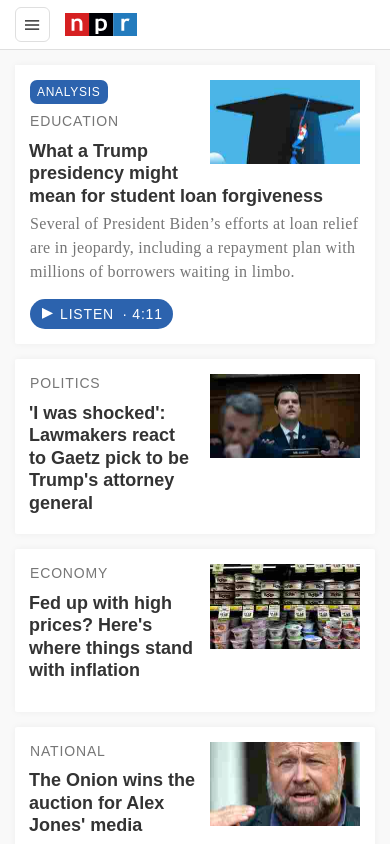 npr
ANALYSIS
EDUCATION
What a Trump
presidency might
mean for student loan forgiveness
Several of President Biden’s efforts at loan relief
are in jeopardy, including a repayment plan with
millions of borrowers waiting in limbo.
LISTEN · 4:11
POLITICS
'I was shocked':
Lawmakers react
to Gaetz pick to be
Trump's attorney
general
ECONOMY
Fed up with high
prices? Here's
where things stand
with inflation
NATIONAL
The Onion wins the
auction for Alex
Jones' media